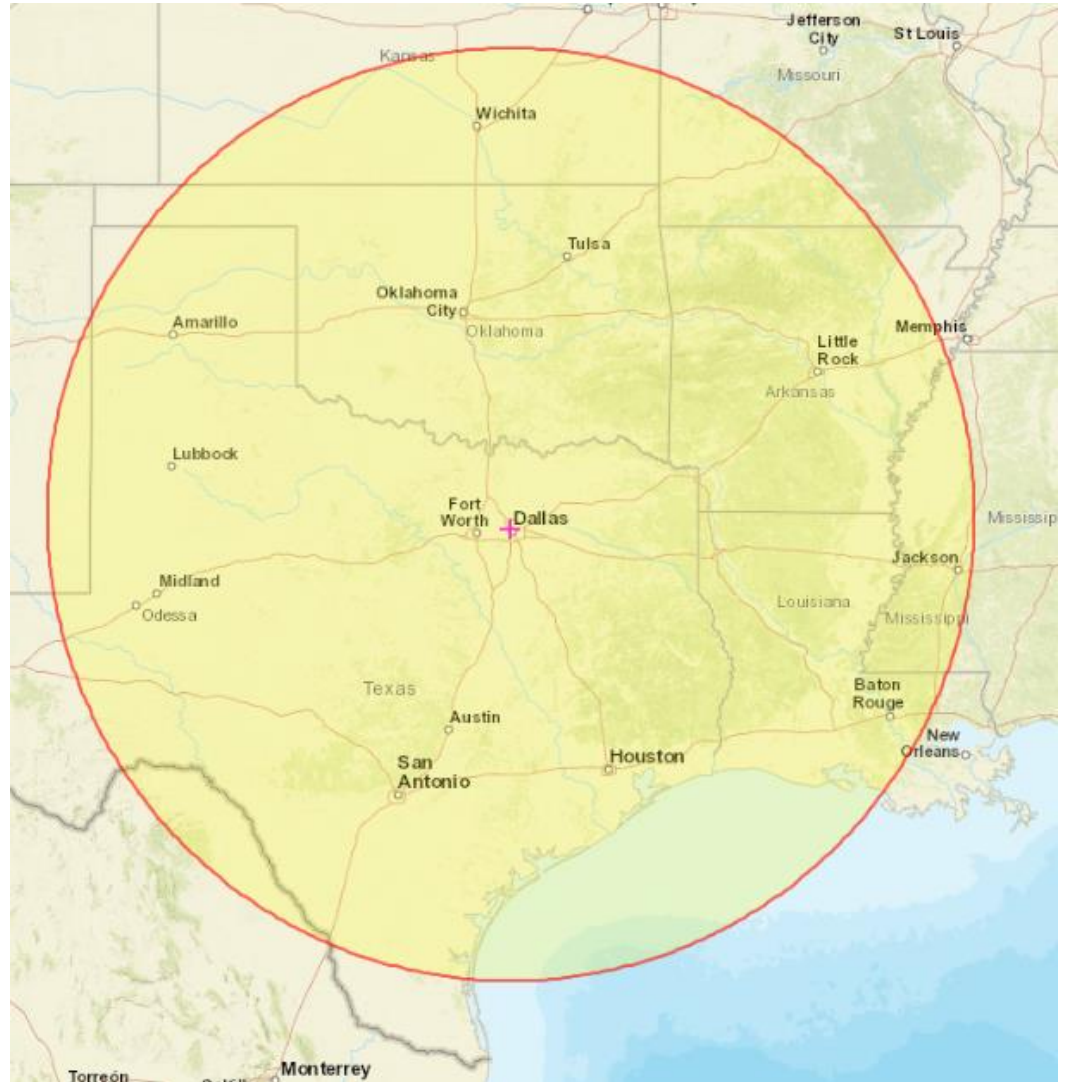 Jefferson
City
St Louis
Kansas
Missouri
Wichita
Tulsa
Oklahoma
City
Oklahoma
Amarillo
Memphis
Little
Rock
Arkansas
Lubbock
Fort
Worth
Dallas
Mississip
Jackson
Midland
Odessa
Louisiana
Mississippi
Texas
Baton
Rouge
Austin
New
Orleans
Houston
San
Antonio
Monterrey
Torreón